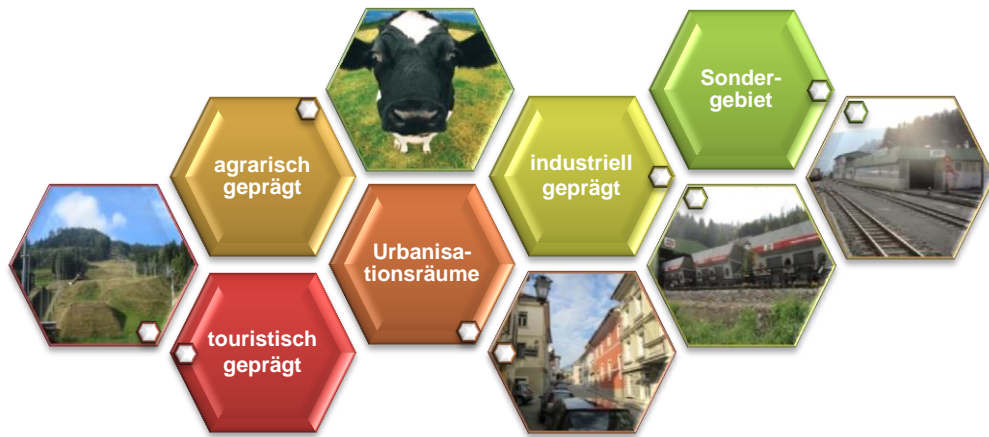 Sonder-
gebiet
agrarisch
geprägt
industriell
geprägt
Urbanisa-
tionsräume
touristisch
geprägt